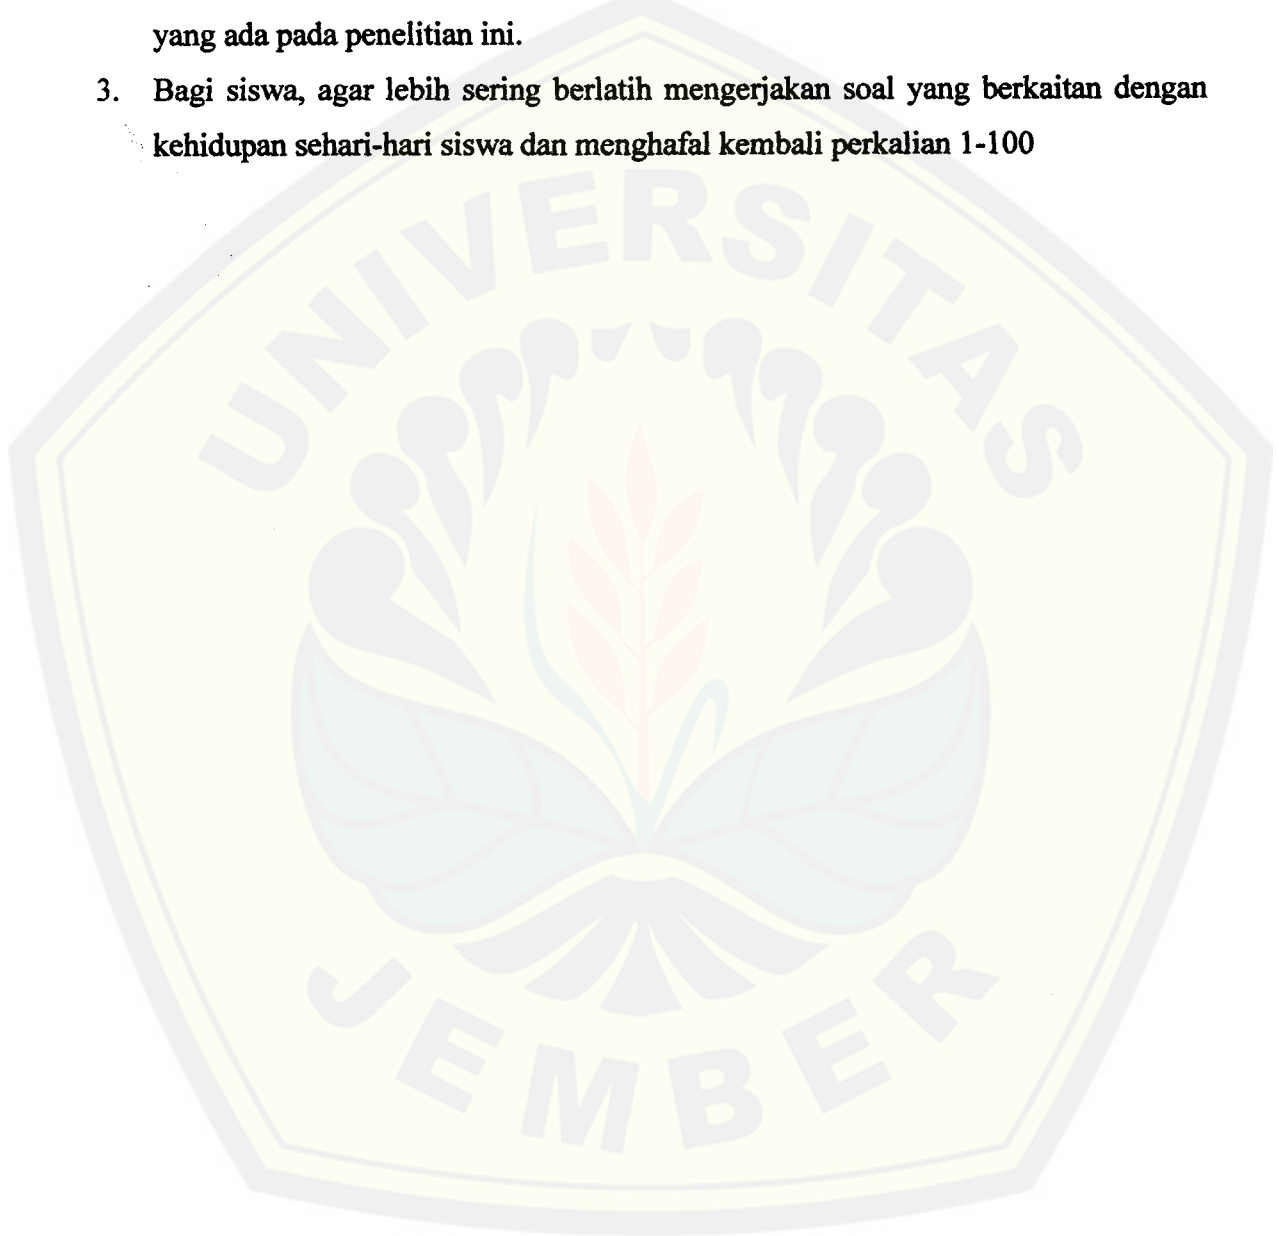 yang ada pada penelitian ini.
3. Bagi siswa, agar lebih sering berlatih mengerjakan soal yang berkaitan dengan
kehidupan sehari-hari siswa dan menghafal kembali perkalian 1-100
UNIVERSITAS
JEMBER